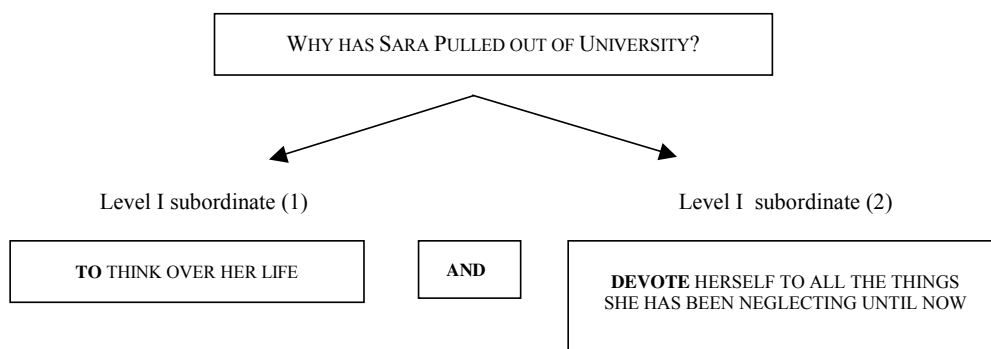 WHY HAS SARA PULLED OUT OF UNIVERSITY?
Level I subordinate (1)
Level I subordinate (2)
TO THINK OVER HER LIFE
AND
DEVOTE HERSELF TO ALL THE THINGS
SHE HAS BEEN NEGLECTING UNTIL NOW